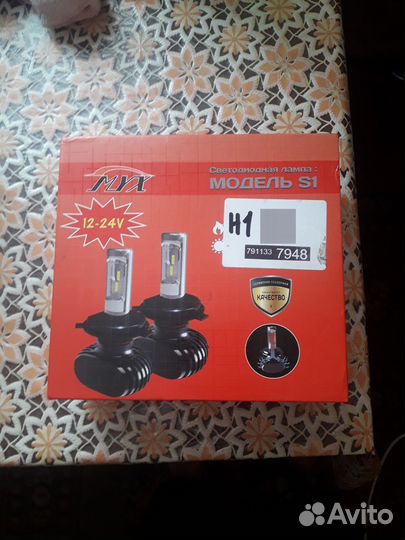 MYX
Светодиодная лампа :
МОДЕЛЬ S1
12-24V
H1
791133 7948
КАЧЕСТВО
Avito